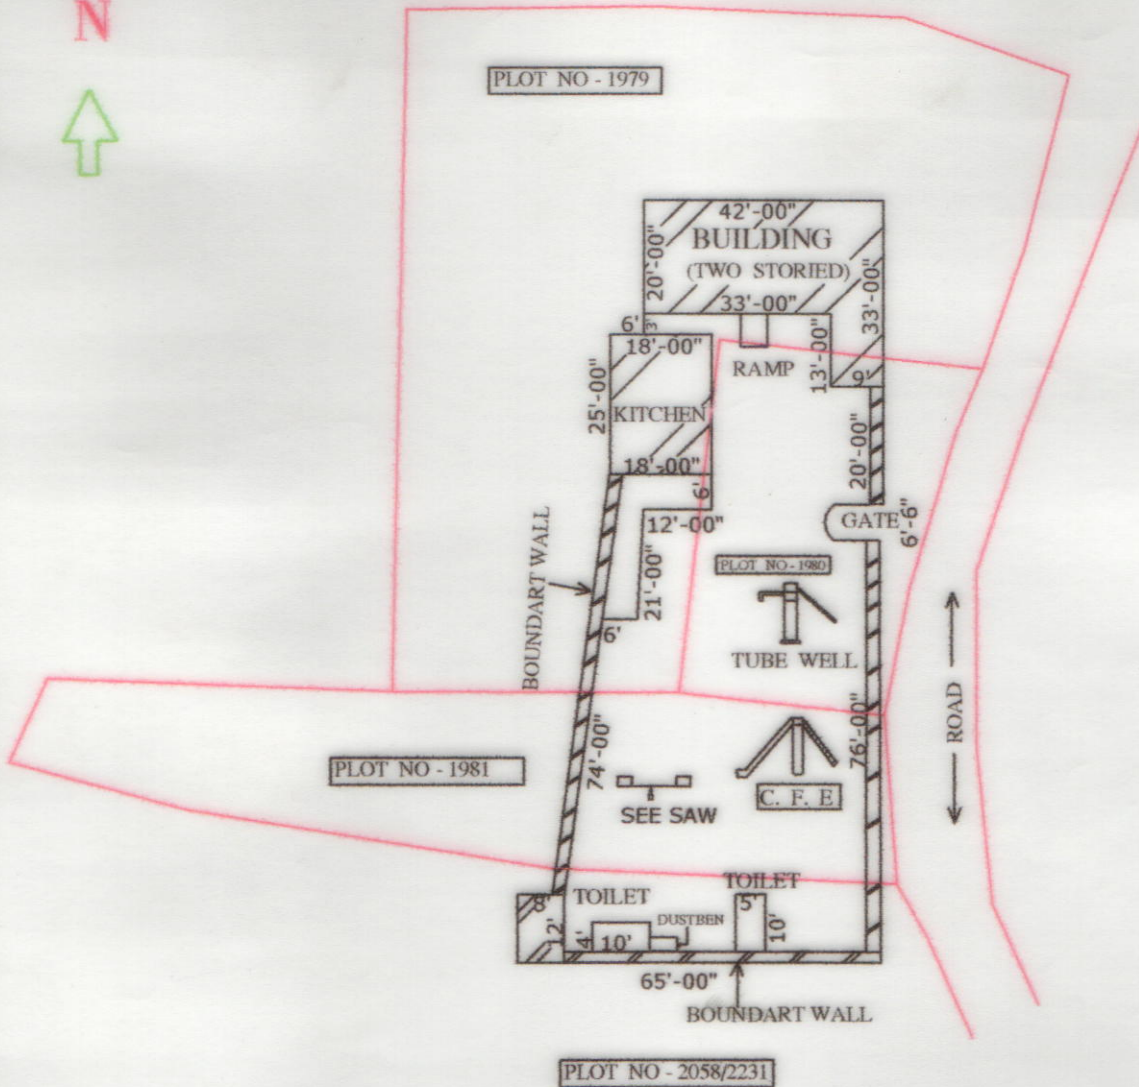 N
PLOT NO - 1979
42'-00"
BUILDING
(TWO STORIED)
20'-00"
33'-00"
33'-00"
6'
3'
18'-00"
13'-00"
9'
RAMP
25'-00"
KITCHEN
18'-00"
20'-00"
6'
12'-00"
GATE
6'-6"
BOUNDART WALL
21'-00"
PLOT NO - 1980
6'
TUBE WELL
ROAD
74'-00"
76'-00"
PLOT NO - 1981
C. F. E
SEE SAW
TOILET
TOILET
8'
12'
4'
10'
DUSTBEN
5'
10'
65'-00"
BOUNDART WALL
PLOT NO - 2058/2231